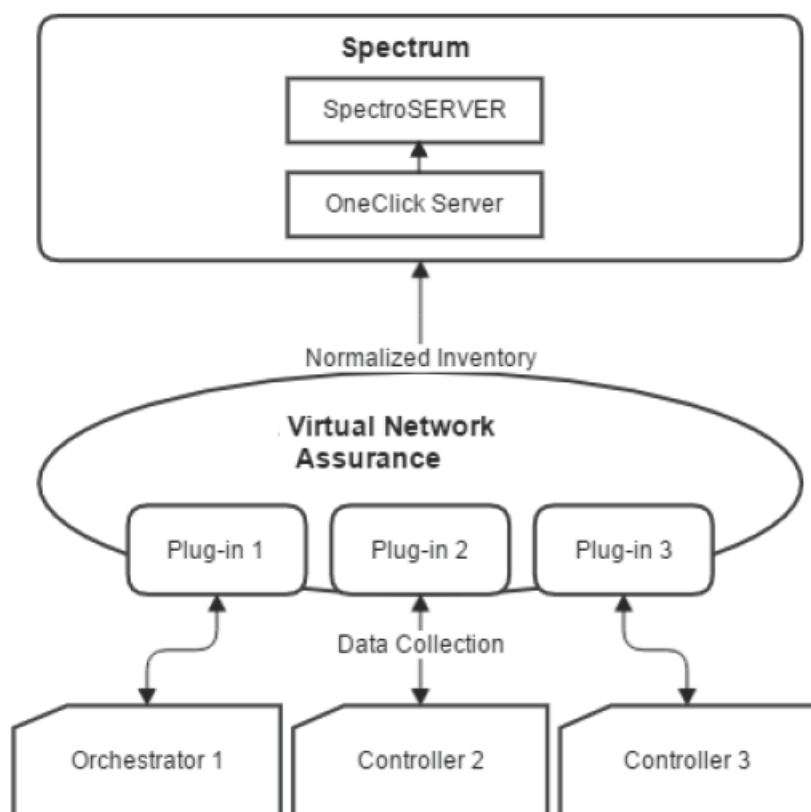 Spectrum
SpectroSERVER
OneClick Server
Normalized Inventory
Virtual Network
Assurance
Plug-in 1
Plug-in 2
Plug-in 3
Data Collection
Orchestrator 1
Controller 2
Controller 3